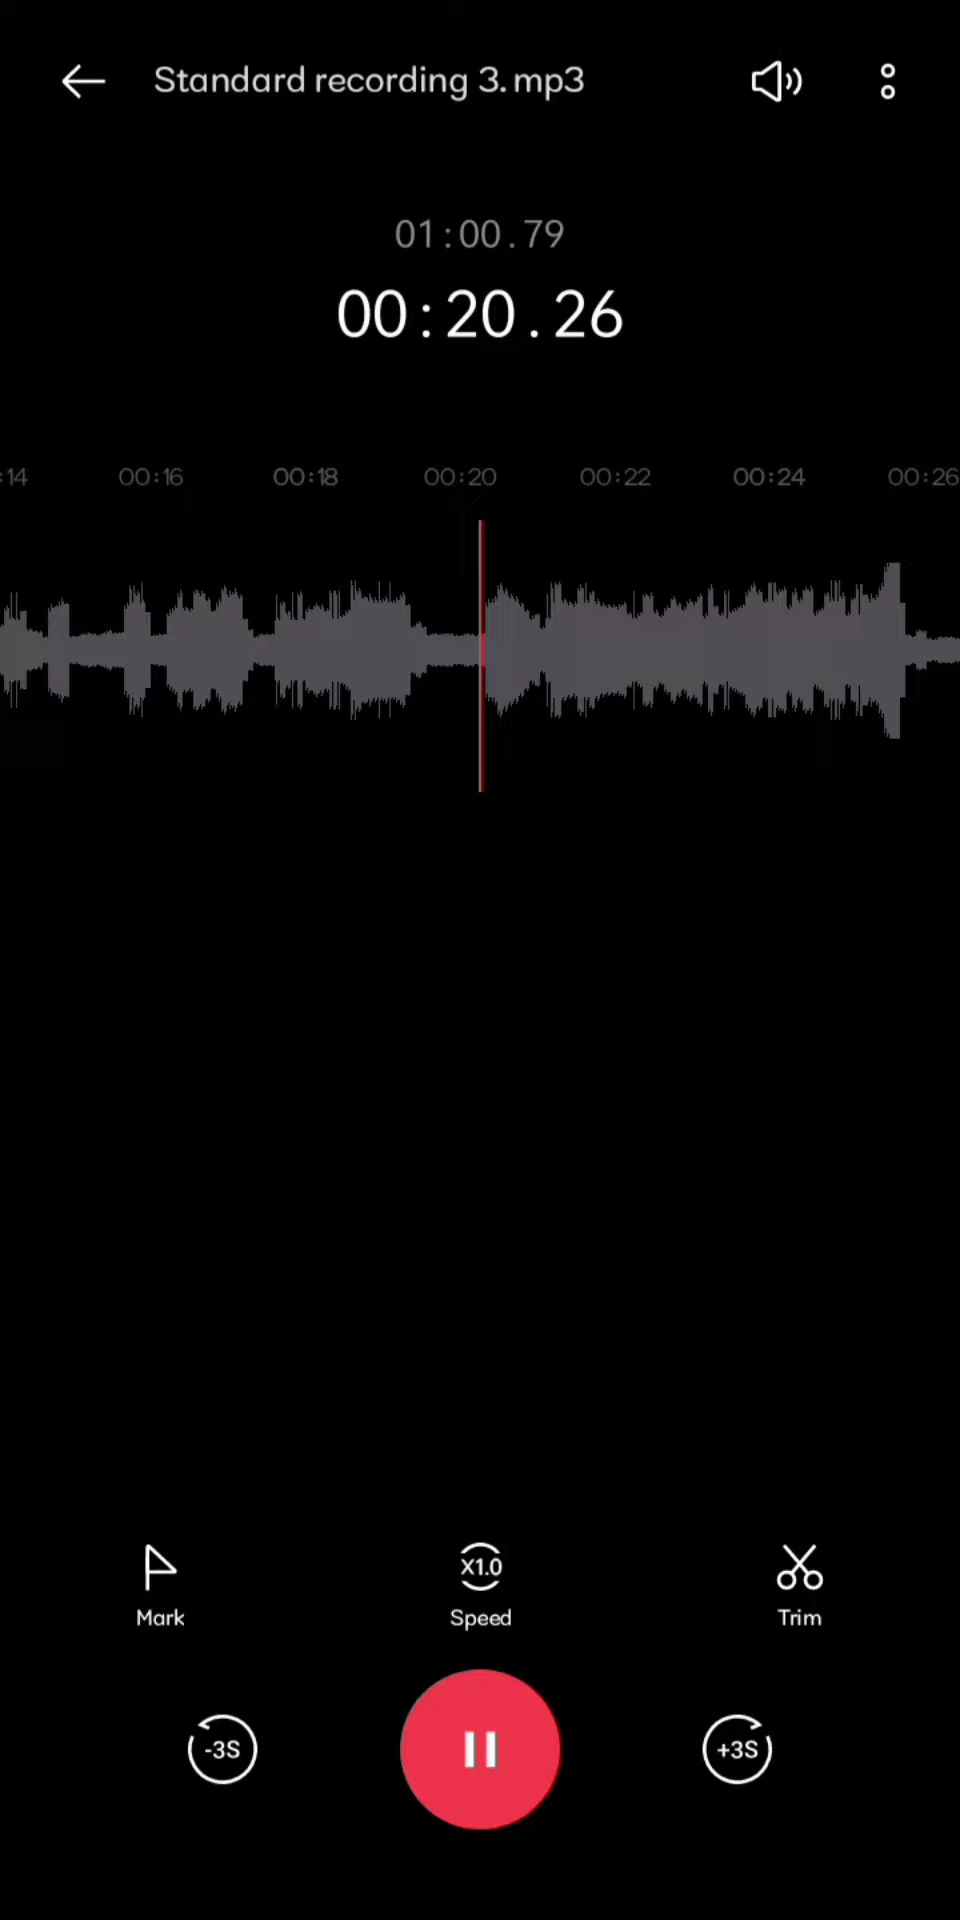 Standard recording 3.mp3
01:00.79
00:20.26
:14 00:16 00:18 00:20 00:22 00:24 00:26
X1.0
Mark Speed Trim
-3S +3S